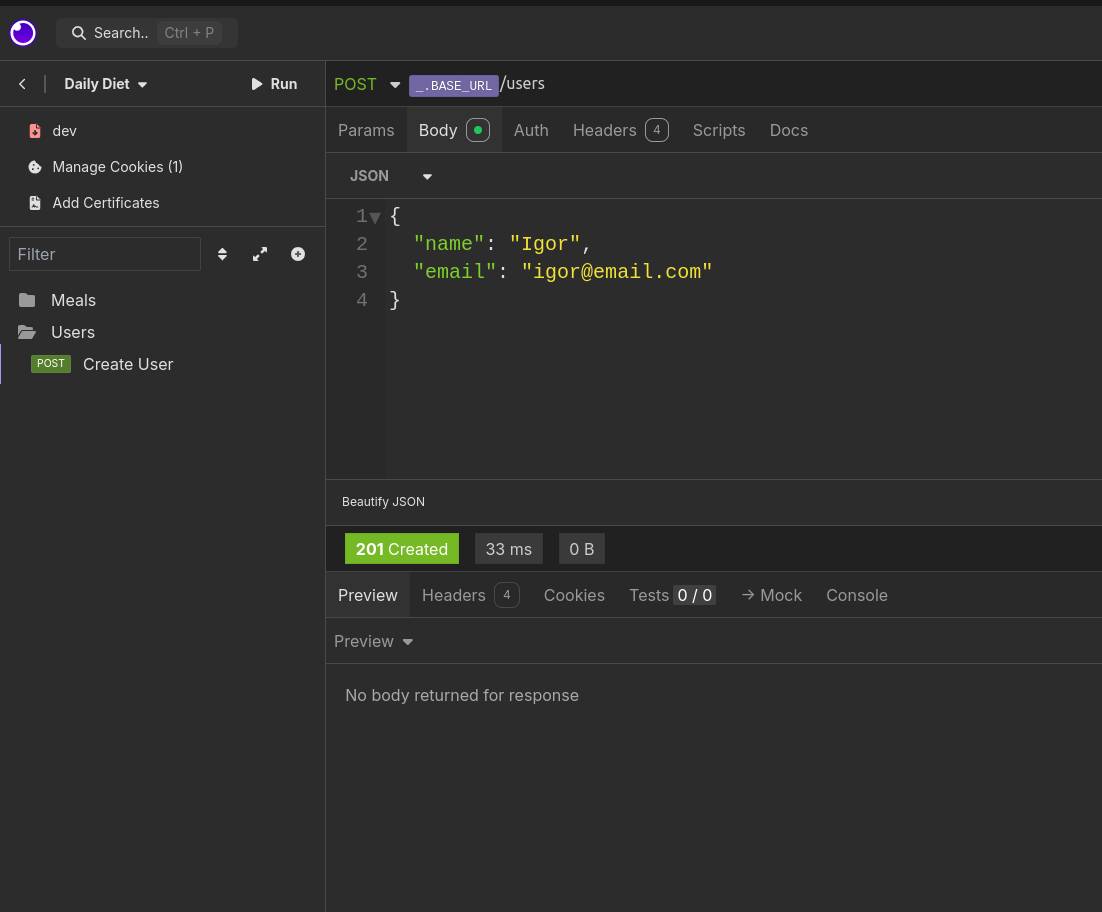 Search.. Ctrl + P
Daily Diet Run
dev
Manage Cookies (1)
Add Certificates
Filter
Meals
Users
POST Create User
POST _.BASE_URL/users
Params Body Auth Headers 4 Scripts Docs
JSON
1 {
2 "name": "Igor",
3 "email": "igor@email.com"
4 }
Beautify JSON
201 Created 33 ms 0 B
Preview Headers 4 Cookies Tests 0 / 0 → Mock Console
Preview
No body returned for response